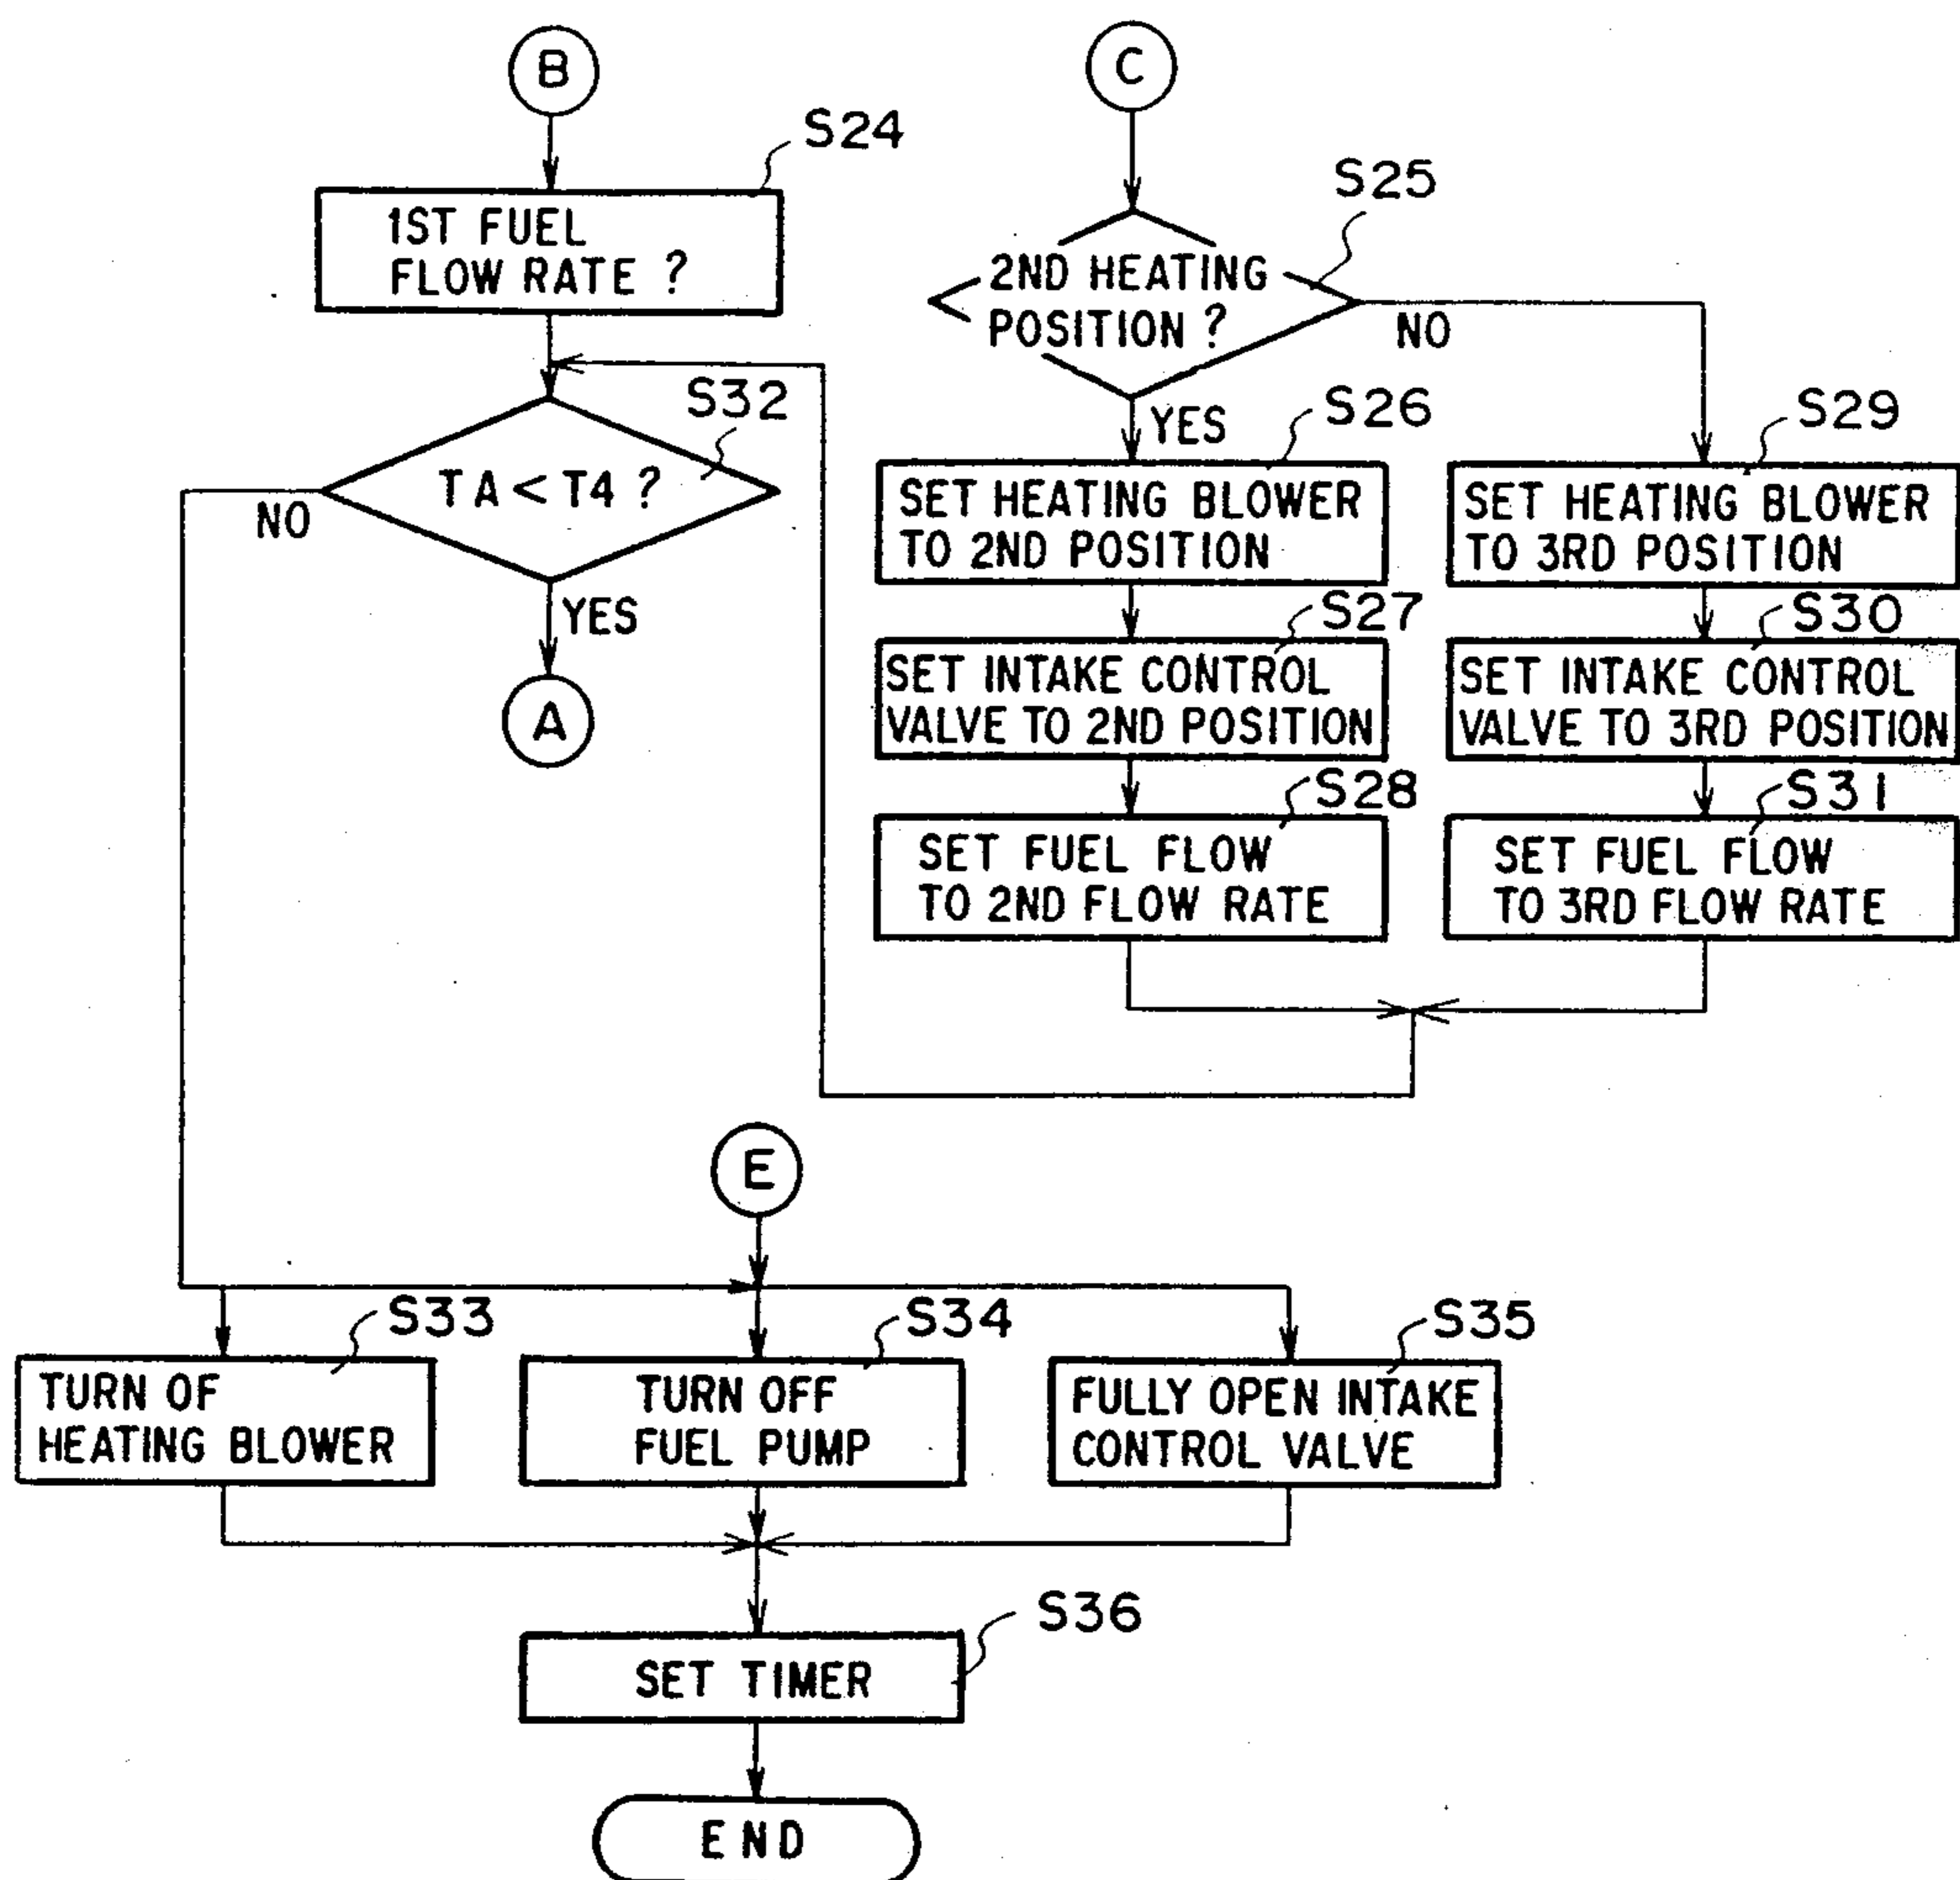 B
S24
1ST FUEL
FLOW RATE ?
S32
TA < T4 ?
NO
YES
A
C
S25
2ND HEATING
POSITION ?
NO
YES
S26
SET HEATING BLOWER
TO 2ND POSITION
S27
SET INTAKE CONTROL
VALVE TO 2ND POSITION
S28
SET FUEL FLOW
TO 2ND FLOW RATE
S29
SET HEATING BLOWER
TO 3RD POSITION
S30
SET INTAKE CONTROL
VALVE TO 3RD POSITION
S31
SET FUEL FLOW
TO 3RD FLOW RATE
E
S33
TURN OF
HEATING BLOWER
S34
TURN OFF
FUEL PUMP
S35
FULLY OPEN INTAKE
CONTROL VALVE
S36
SET TIMER
END